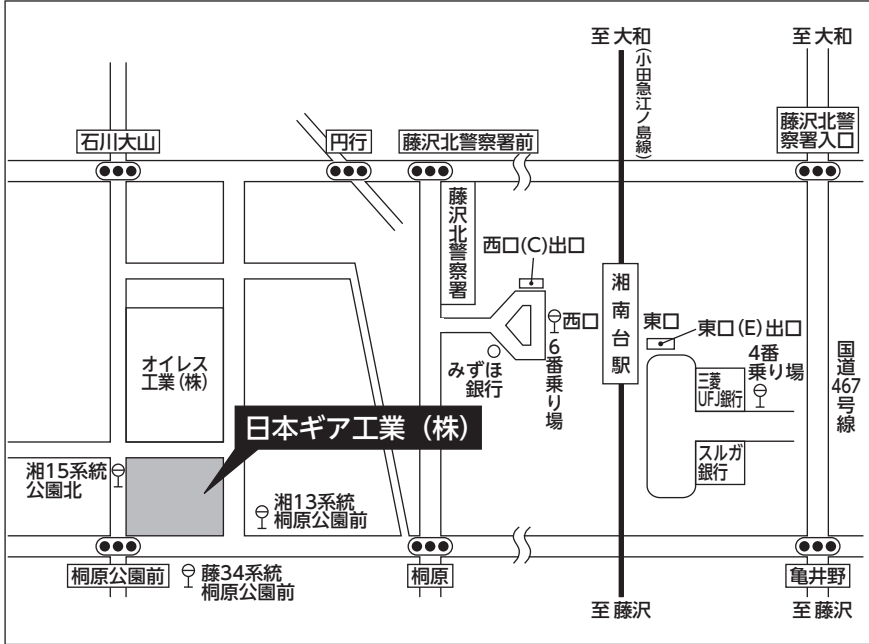 至 大和
(小田急江ノ島線)
至 大和
石川大山
円行
藤沢北警察署前
藤沢北警
察署入口
藤沢北警察署
西口(C)出口
湘南台駅
西口
東口
東口(E)出口
6番乗り場
4番
乗り場
みずほ
銀行
三菱
UFJ銀行
スルガ
銀行
国道467号線
オイレス
工業(株)
日本ギア工業(株)
湘15系統
公園北
湘13系統
桐原公園前
桐原公園前
藤34系統
桐原公園前
桐原
亀井野
至 藤沢
至 藤沢